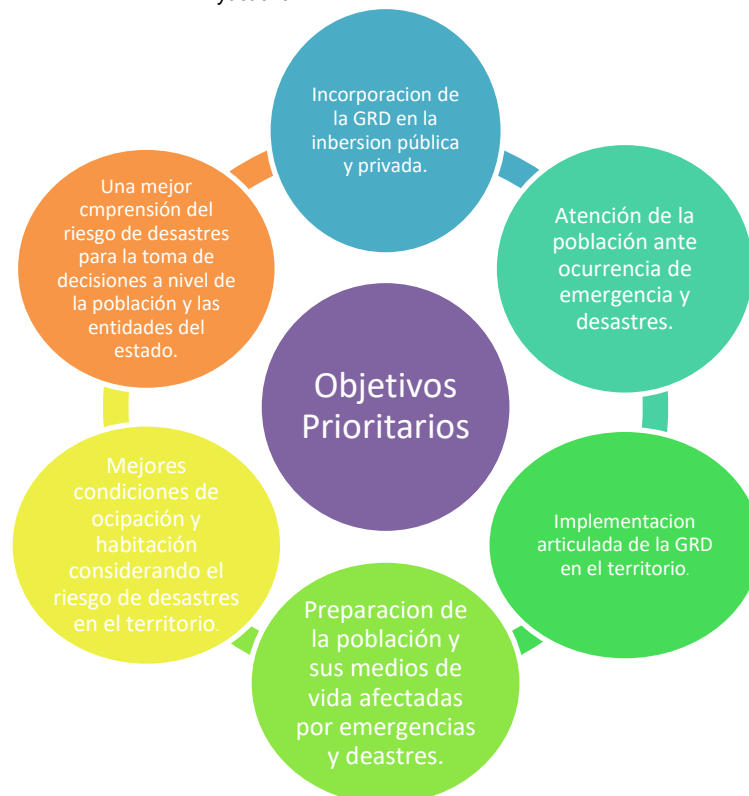 Incorporacion de
la GRD en la
inbersion pública
y privada.
Atención de la
población ante
ocurrencia de
emergencia y
desastres.
Implementacion
articulada de la GRD
en el territorio.
Preparacion de
la población y
sus medios de
vida afectadas
por emergencias
y deastres.
Mejores
condiciones de
ocipación y
habitación
considerando el
riesgo de desastres
en el territorio.
Una mejor
cmprensión del
riesgo de desastres
para la toma de
decisiones a nivel de
la población y las
entidades del
estado.
Objetivos
Prioritarios